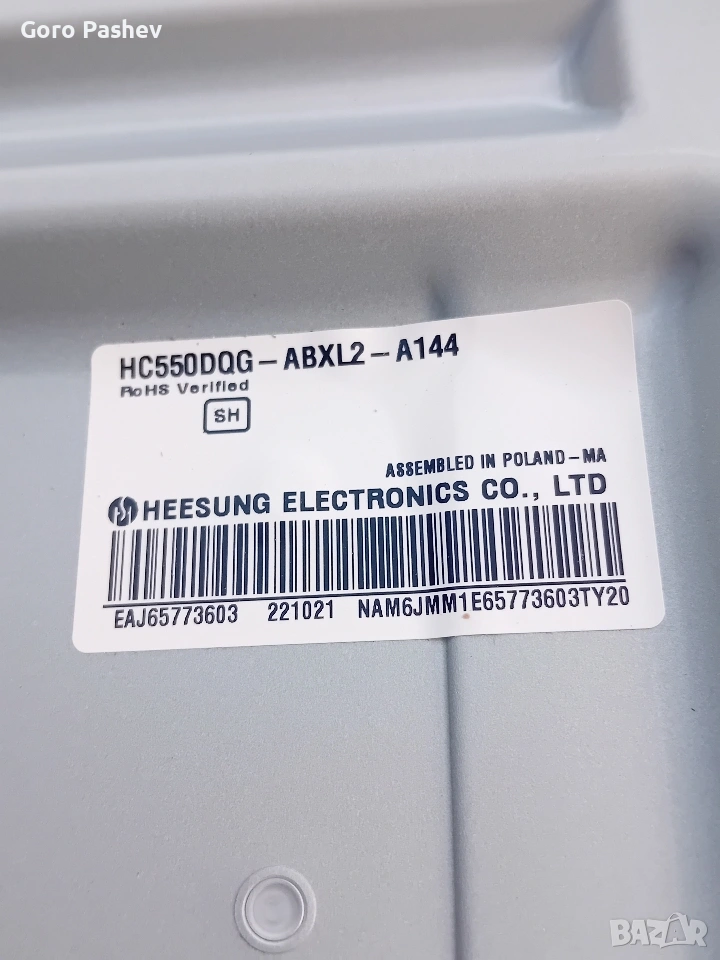 Goro Pashev
HC550DQG-ABXL2-A144
RoHS Verified
SH
ASSEMBLED IN POLAND-MA
HEESUNG ELECTRONICS CO., LTD
EAJ65773603 221021 NAM6JMM1E65773603TY20
BAZAR